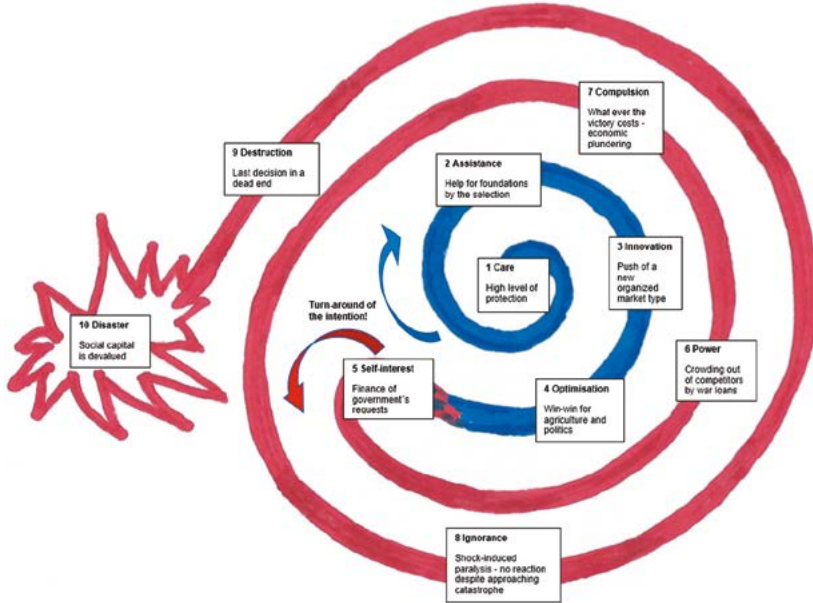 1 Care
High level of
protection
2 Assistance
Help for foundations
by the selection
3 Innovation
Push of a
new
organized
market type
4 Optimisation
Win-win for
agriculture and
politics
Turn-around of
the intention!
5 Self-interest
Finance of
government´s
requests
6 Power
Crowding out
of competitors
by war loans
7 Compulsion
What ever the
victory costs -
economic
plundering
8 Ignorance
Shock-induced
paralysis - no reaction
despite approaching
catastrophe
9 Destruction
Last decision in a
dead end
10 Disaster
Social capital
is devalued